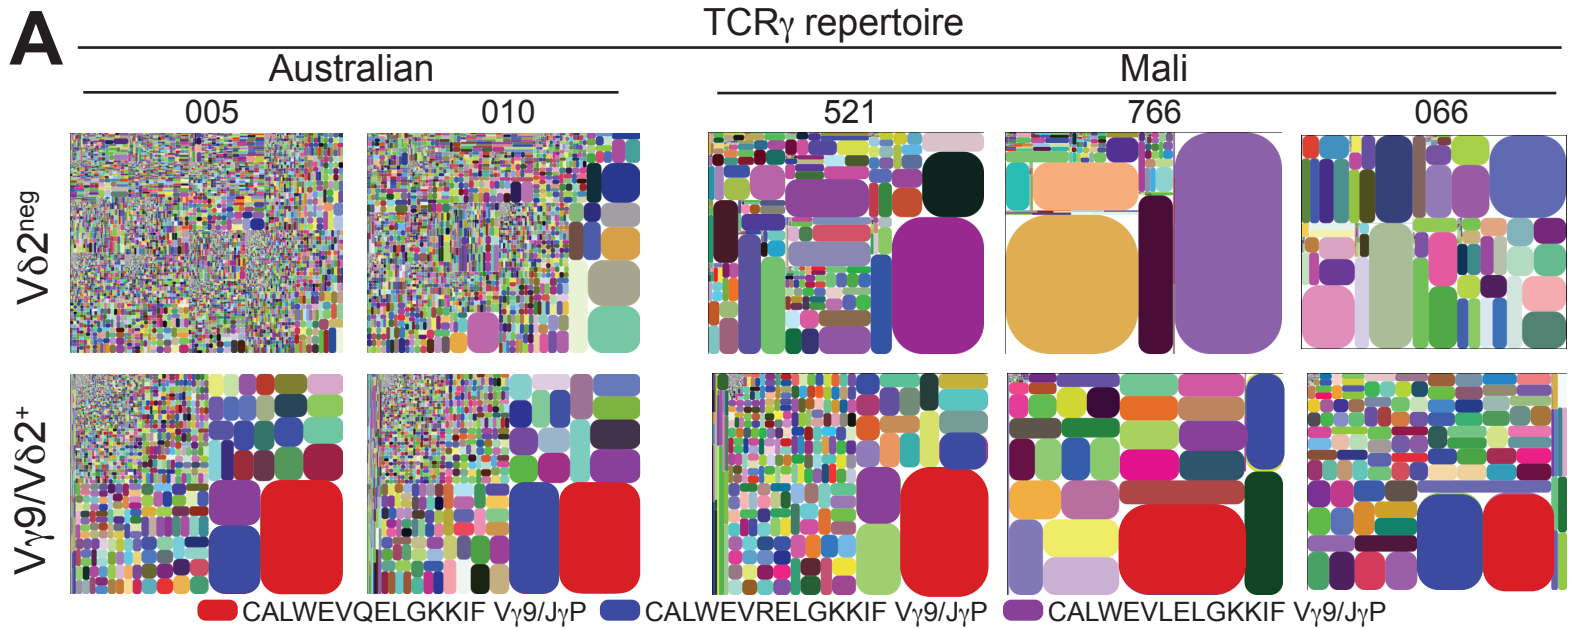 A
TCRγ repertoire
Australian
Mali
005
010
521
766
066
Vδ2neg
Vγ9/Vδ2+
CALWEVQELGKKIF Vγ9/JγP
CALWEVRELGKKIF Vγ9/JγP
CALWEVLELGKKIF Vγ9/JγP